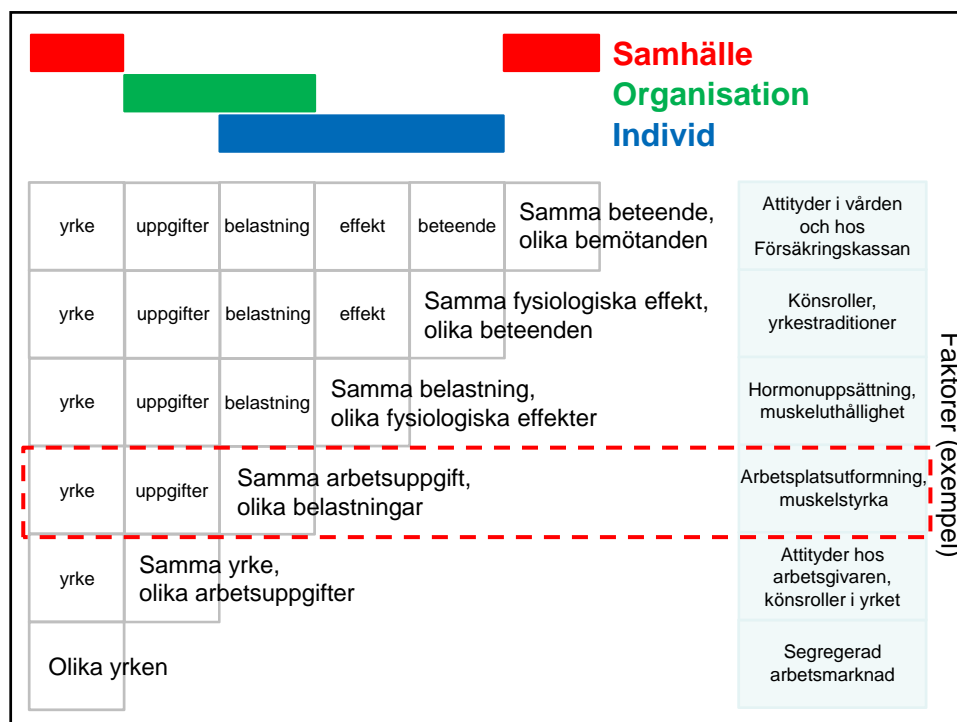 Samhälle
Organisation
Individ
yrke
uppgifter
belastning
effekt
beteende
Samma beteende,
olika bemötanden
Attityder i vården
och hos
Försäkringskassan
yrke
uppgifter
belastning
effekt
Samma fysiologiska effekt,
olika beteenden
Könsroller,
yrkestraditioner
yrke
uppgifter
belastning
Samma belastning,
olika fysiologiska effekter
Hormonuppsättning,
muskeluthållighet
yrke
uppgifter
Samma arbetsuppgift,
olika belastningar
Arbetsplatsutformning,
muskelstyrka
yrke
Samma yrke,
olika arbetsuppgifter
Attityder hos
arbetsgivaren,
könsroller i yrket
Olika yrken
Segregerad
arbetsmarknad
Faktorer (exempel)